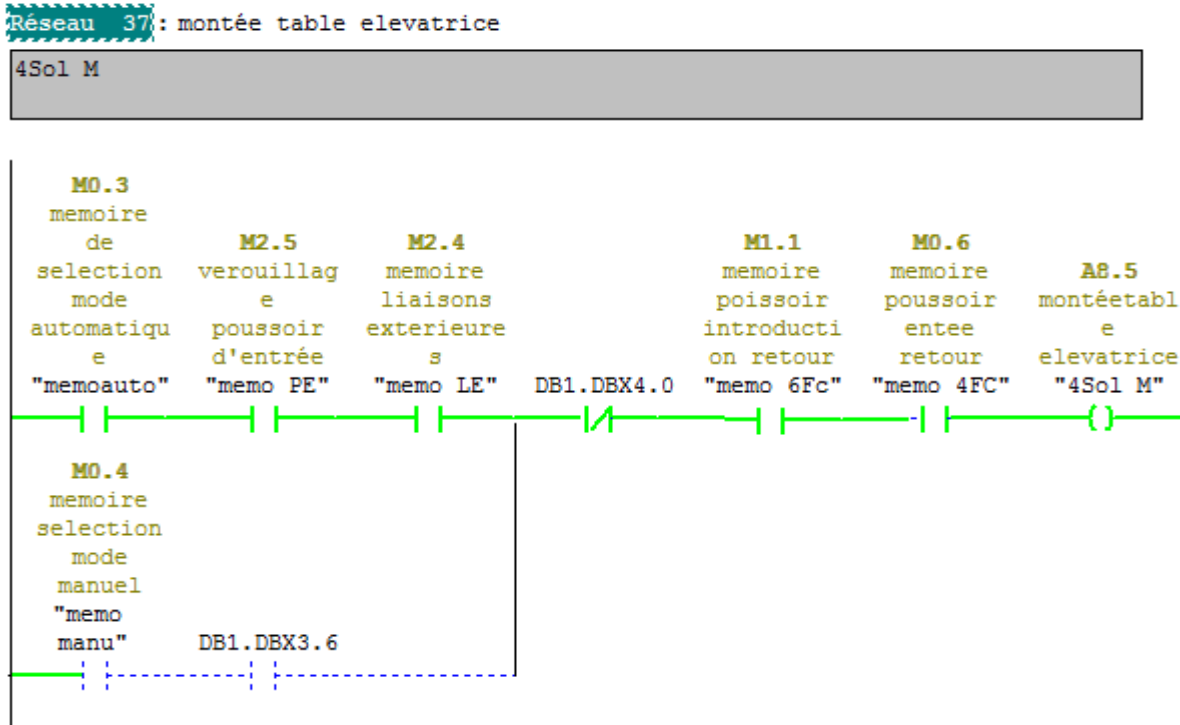 Réseau 37 : montée table elevatrice
4Sol M
M0.3
memoire
de
selection
mode
automatiqu
e
"memoauto"
M2.5
verouillag
e
poussoir
d'entrée
"memo PE"
M2.4
memoire
liaisons
exterieure
s
"memo LE"
DB1.DBX4.0
M1.1
memoire
poissoir
introducti
on retour
"memo 6Fc"
M0.6
memoire
poussoir
entee
retour
"memo 4FC"
A8.5
montéetabl
e
elevatrice
"4Sol M"
M0.4
memoire
selection
mode
manuel
"memo
manu"
DB1.DBX3.6